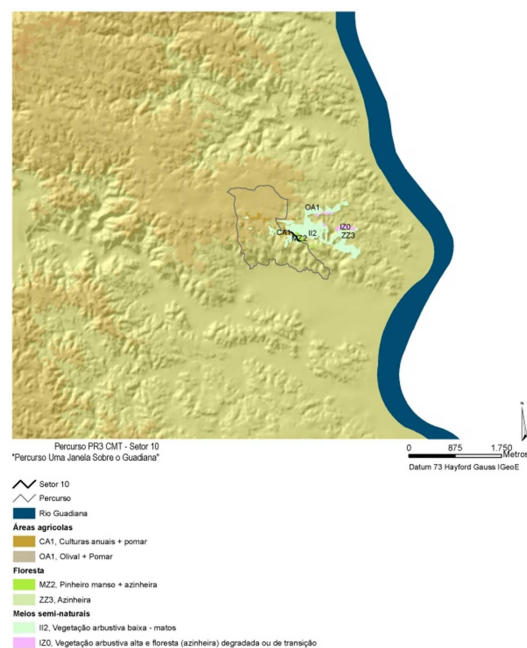 OA1
IZ0
CA1
II2
ZZ3
MZ2
N
Percurso PR3 CMT - Setor 10
"Percurso Uma Janela Sobre o Guadiana"
0 875 1.750
Metros
Datum 73 Hayford Gauss IGeoE
Setor 10
Percurso
Rio Guadiana
Áreas agrícolas
CA1, Culturas anuais + pomar
OA1, Olival + Pomar
Floresta
MZ2, Pinheiro manso + azinheira
ZZ3, Azinheira
Meios semi-naturais
II2, Vegetação arbustiva baixa - matos
IZ0, Vegetação arbustiva alta e floresta (azinheira) degradada ou de transição